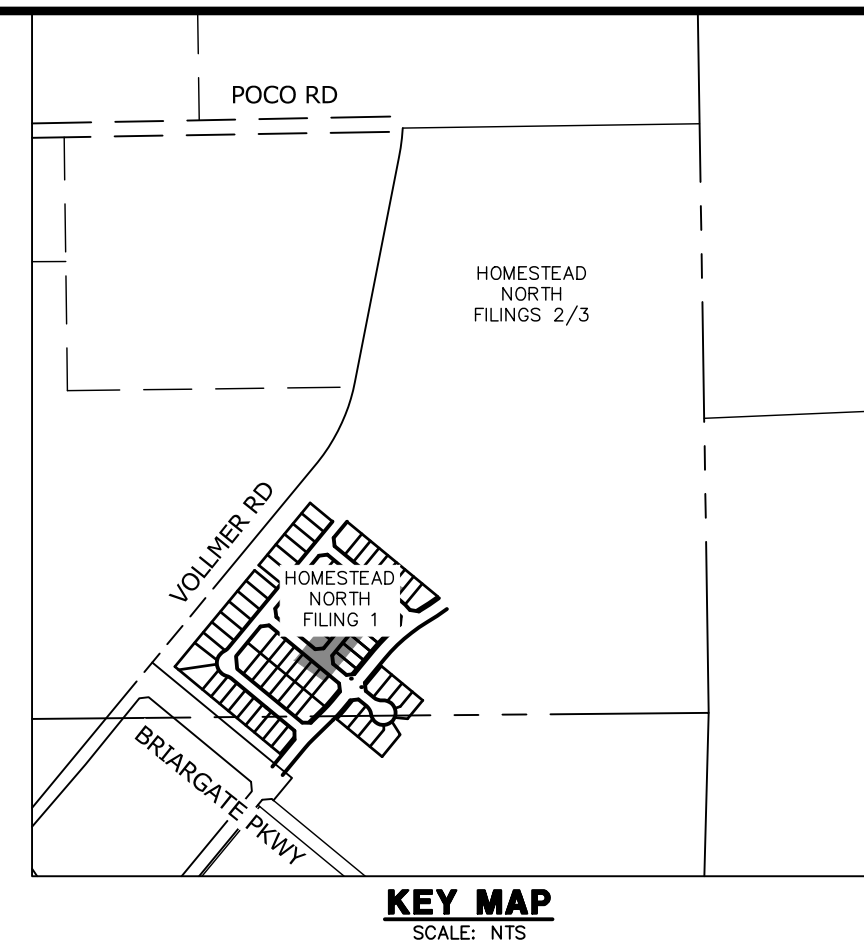 POCO RD
HOMESTEAD
NORTH
FILINGS 2/3
VOLLMER RD
HOMESTEAD
NORTH
FILING 1
BRIARGATE PKWY
KEY MAP
SCALE: NTS